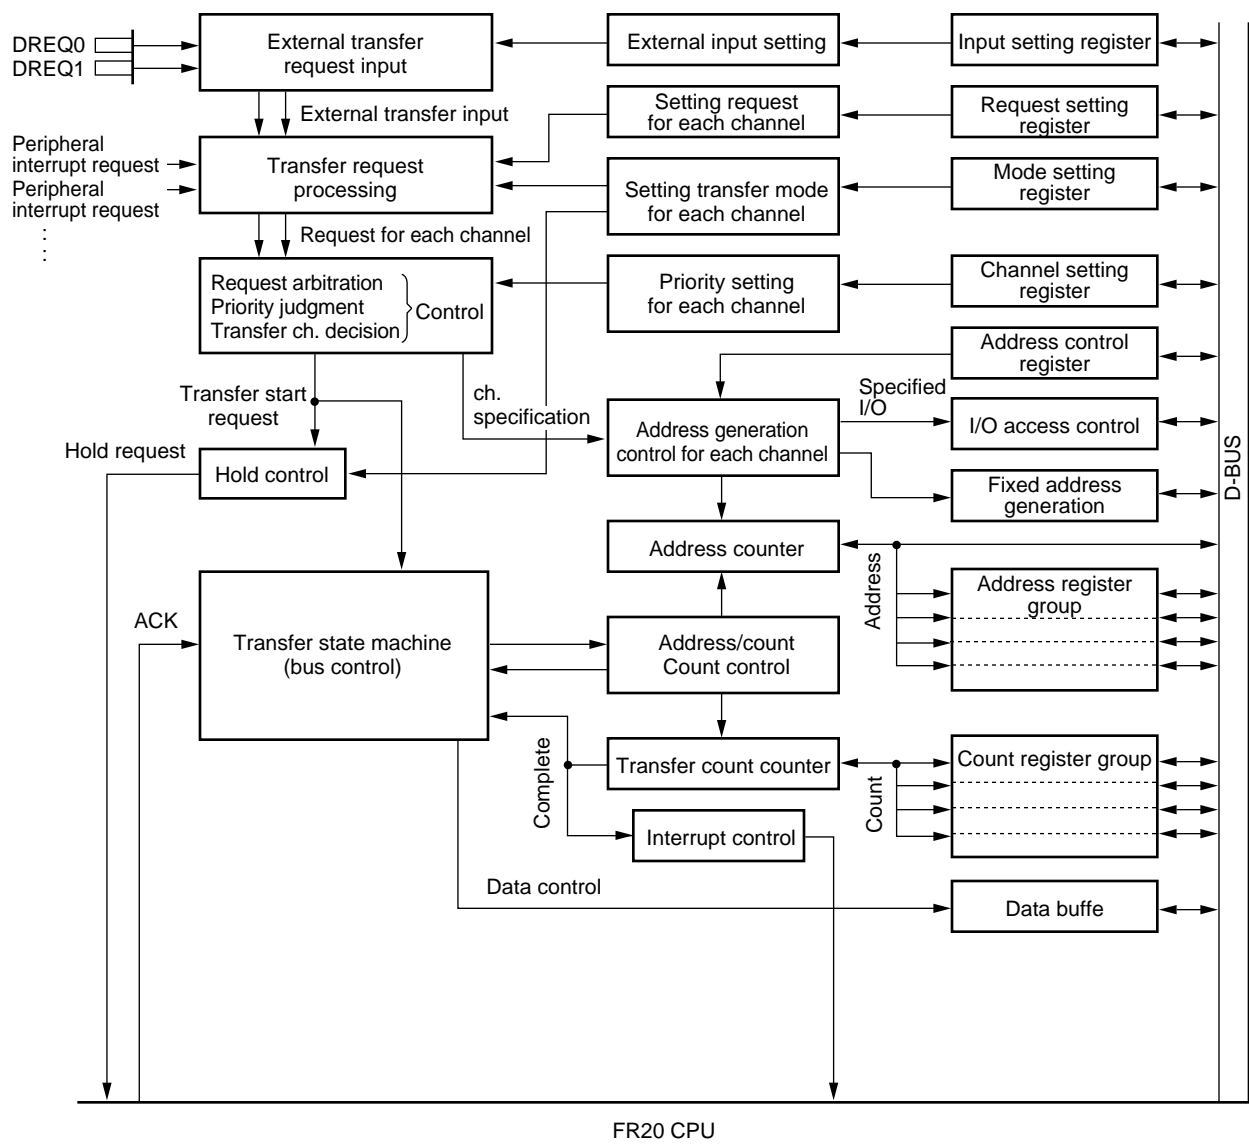 DREQ0
DREQ1
External transfer
request input
External input setting
Input setting register
External transfer input
Setting request
for each channel
Request setting
register
Peripheral
interrupt request
Peripheral
interrupt request
Transfer request
processing
Setting transfer mode
for each channel
Mode setting
register
Request for each channel
Request arbitration
Priority judgment
Transfer ch. decision
Control
Priority setting
for each channel
Channel setting
register
Address control
register
Transfer start
request
ch.
specification
Specified
I/O
Address generation
control for each channel
I/O access control
Hold request
Hold control
Fixed address
generation
D-BUS
Address counter
Address
Address register
group
ACK
Transfer state machine
(bus control)
Address/count
Count control
Complete
Transfer count counter
Count
Count register group
Interrupt control
Data control
Data buffe
FR20 CPU